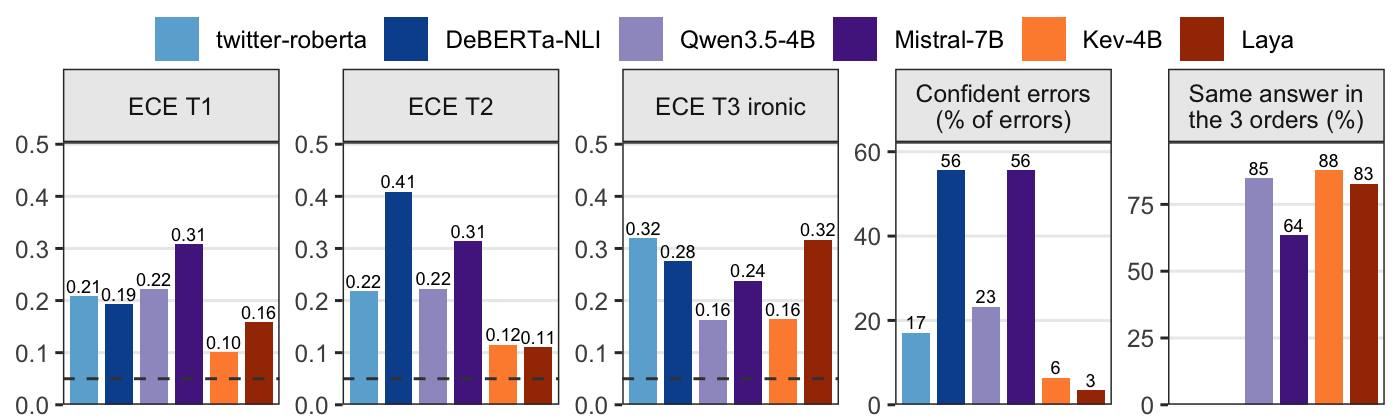 twitter-roberta DeBERTa-NLI Qwen3.5-4B Mistral-7B Kev-4B Laya
ECE T1
0.5
0.4
0.3
0.2
0.1
0.0
0.21 0.19 0.22 0.31 0.10 0.16
ECE T2
0.5
0.4
0.3
0.2
0.1
0.0
0.22 0.41 0.22 0.31 0.12 0.11
ECE T3 ironic
0.5
0.4
0.3
0.2
0.1
0.0
0.32 0.28 0.16 0.24 0.16 0.32
Confident errors
(% of errors)
60
40
20
0
17 56 23 56 6 3
Same answer in
the 3 orders (%)
75
50
25
0
85 64 88 83